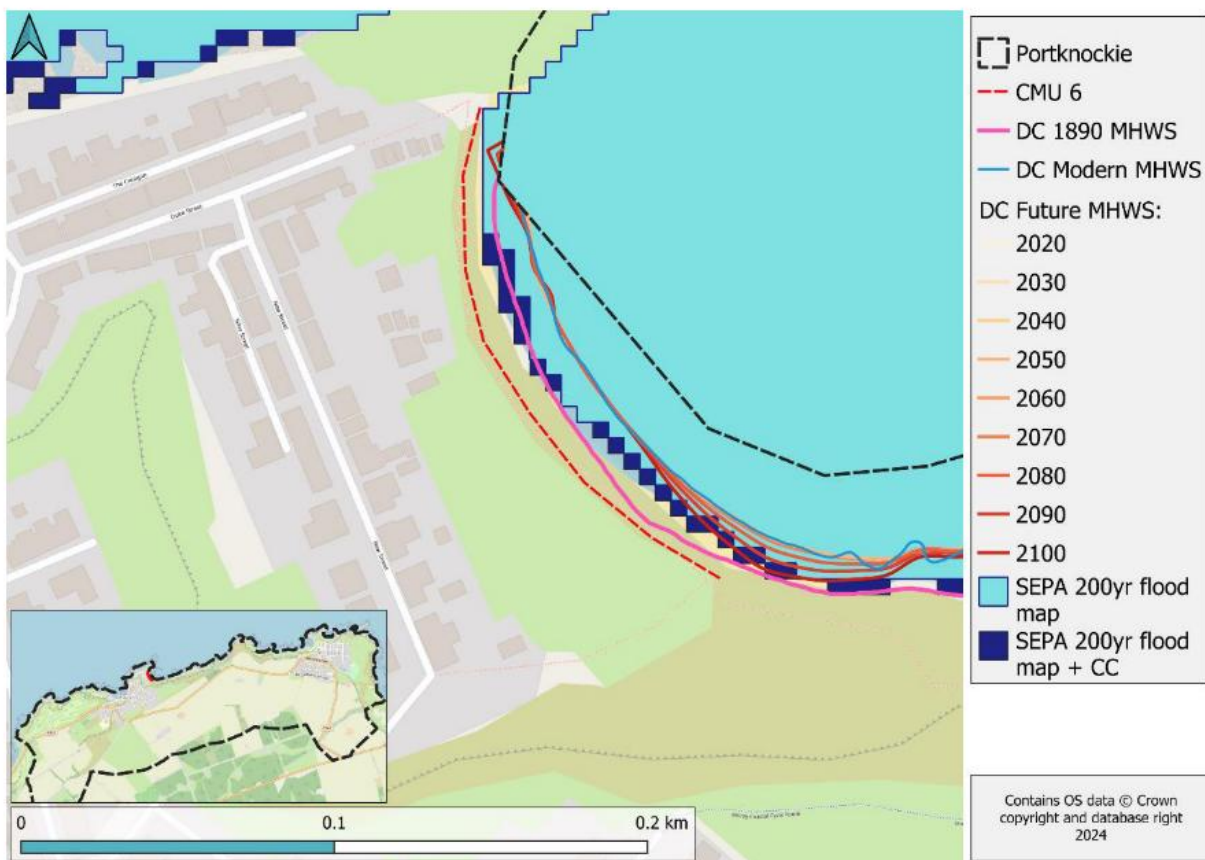 Portknockie
CMU 6
DC 1890 MHWS
DC Modern MHWS
DC Future MHWS:
2020
2030
2040
2050
2060
2070
2080
2090
2100
SEPA 200yr flood
map
SEPA 200yr flood
map + CC
Duke Street
New Street
New Street
0
0.1
0.2 km
Contains OS data © Crown
copyright and database right
2024